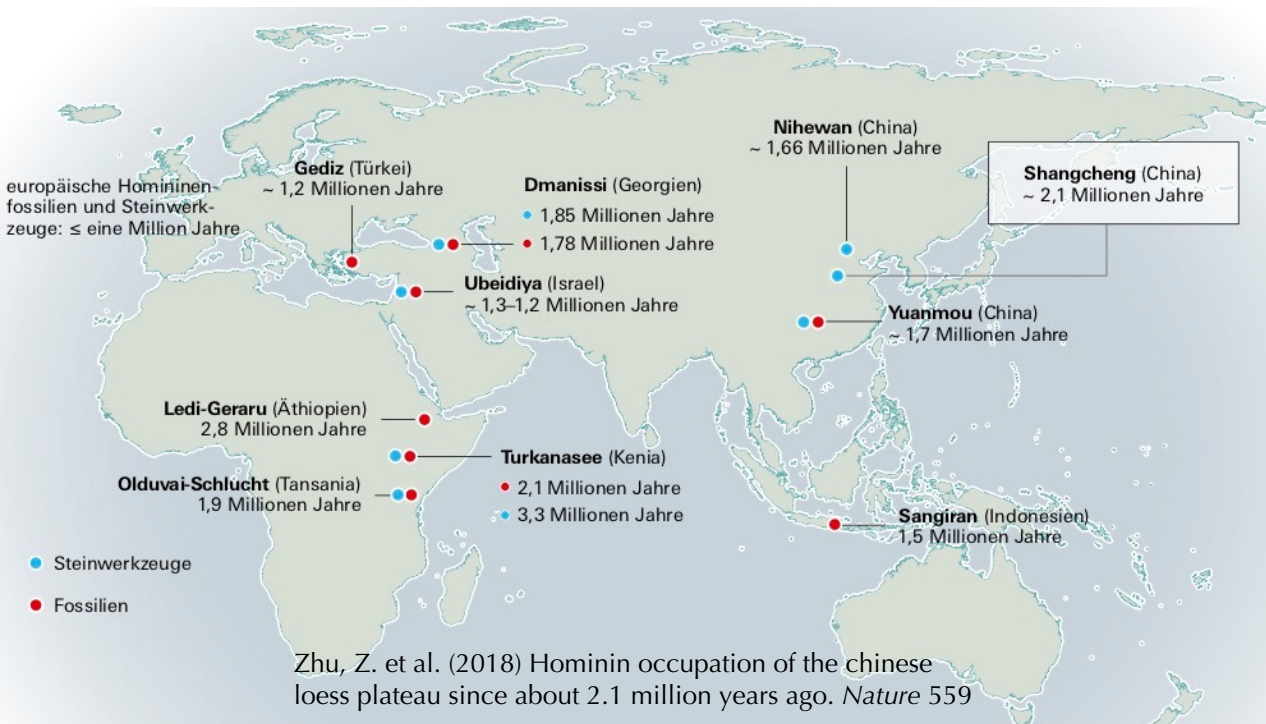 Nihewan (China)
~ 1,66 Millionen Jahre
Shangcheng (China)
~ 2,1 Millionen Jahre
Gediz (Türkei)
~ 1,2 Millionen Jahre
europäische Homininen-
fossilien und Steinwerk-
zeuge: ≤ eine Million Jahre
Dmanissi (Georgien)
1,85 Millionen Jahre
1,78 Millionen Jahre
Ubeidiya (Israel)
~ 1,3–1,2 Millionen Jahre
Yuanmou (China)
~ 1,7 Millionen Jahre
Ledi-Geraru (Äthiopien)
2,8 Millionen Jahre
Turkanasee (Kenia)
2,1 Millionen Jahre
3,3 Millionen Jahre
Olduvai-Schlucht (Tansania)
1,9 Millionen Jahre
Sangiran (Indonesien)
1,5 Millionen Jahre
Steinwerkzeuge
Fossilien
Zhu, Z. et al. (2018) Hominin occupation of the chinese
loess plateau since about 2.1 million years ago. Nature 559